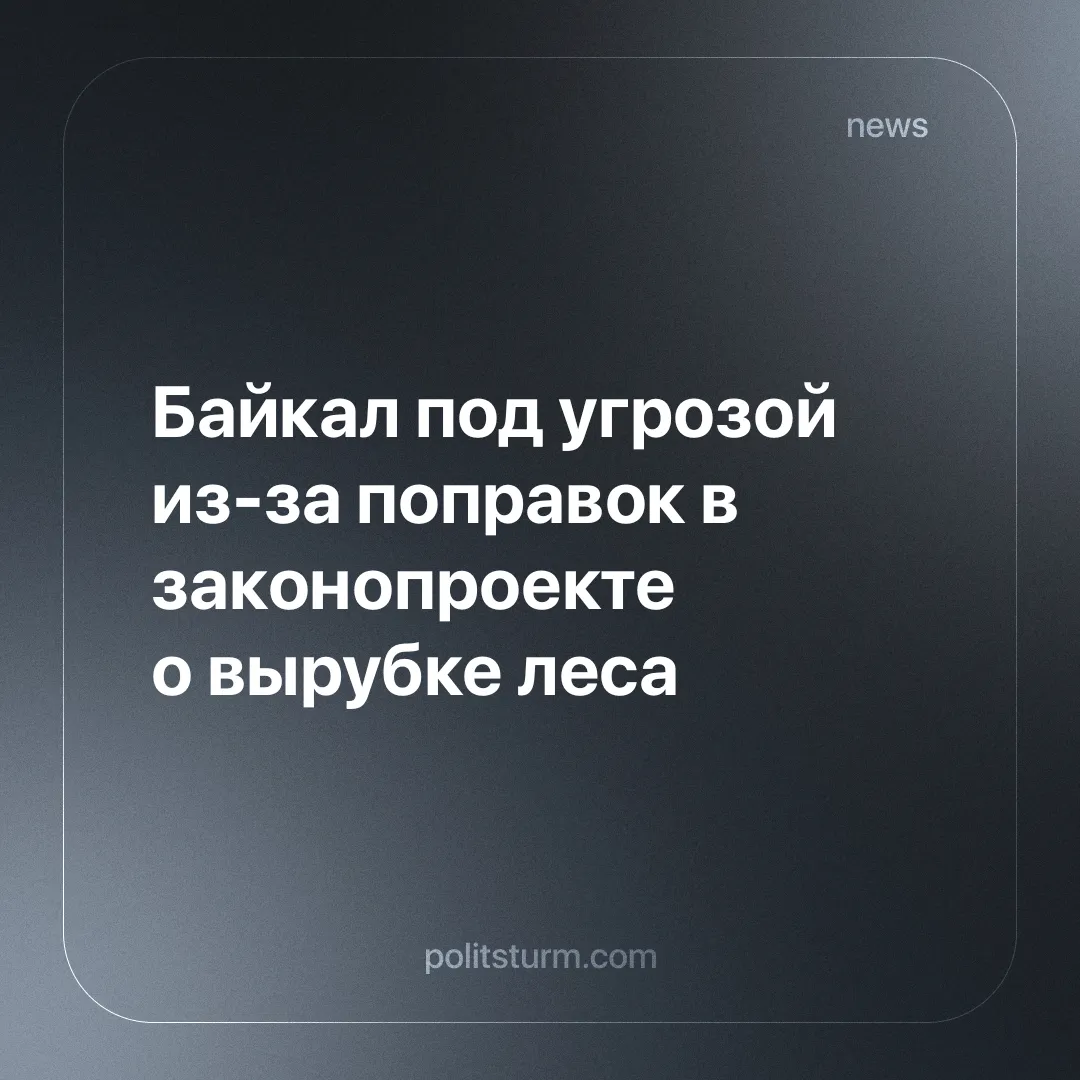 news
Байкал под угрозой
из-за поправок в
законопроекте
о вырубке леса
politsturm.com